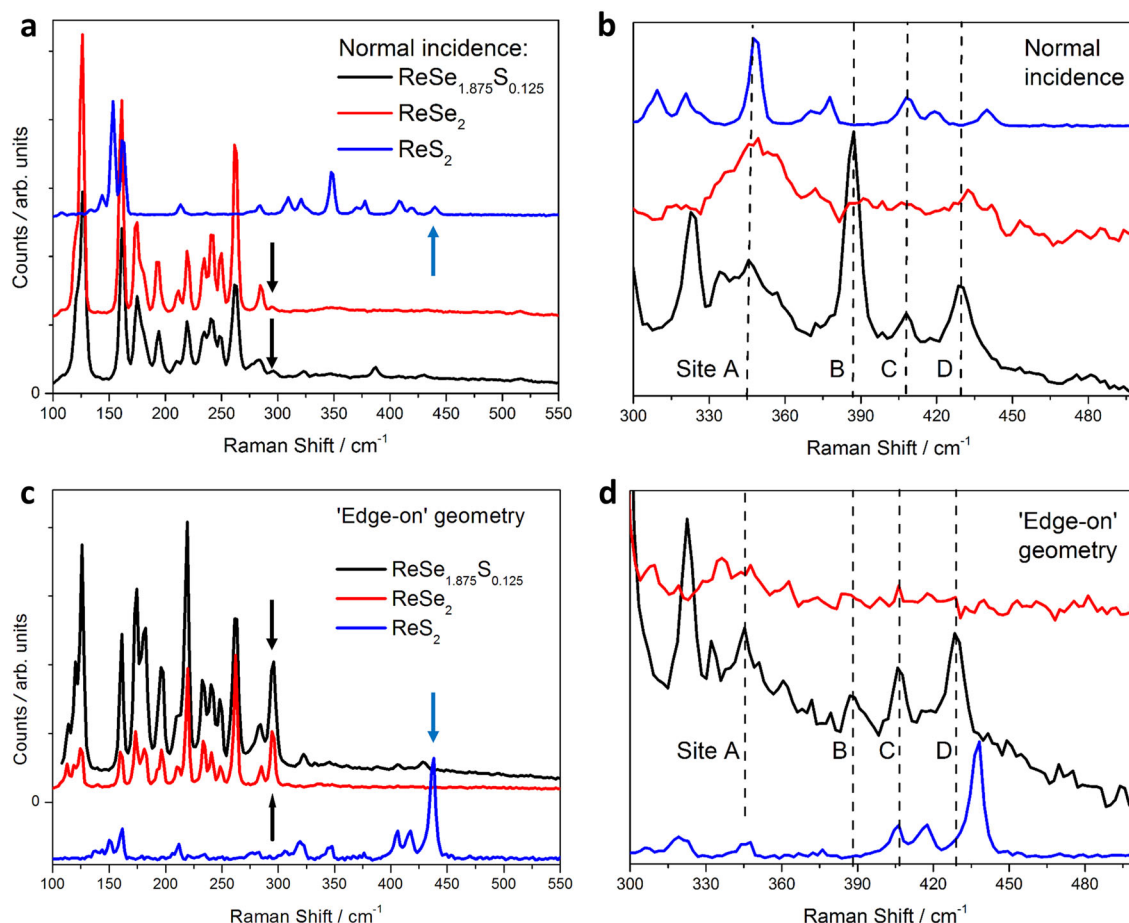 a
Normal incidence:
ReSe1.875S0.125
ReSe2
ReS2
Counts / arb. units
0
100 150 200 250 300 350 400 450 500 550
Raman Shift / cm-1
b
Normal
incidence
Site A B C D
300 330 360 390 420 450 480
Raman Shift / cm-1
c
'Edge-on' geometry
ReSe1.875S0.125
ReSe2
ReS2
Counts / arb. units
0
100 150 200 250 300 350 400 450 500 550
Raman Shift / cm-1
d
'Edge-on'
geometry
Site A B C D
300 330 360 390 420 450 480
Raman Shift / cm-1